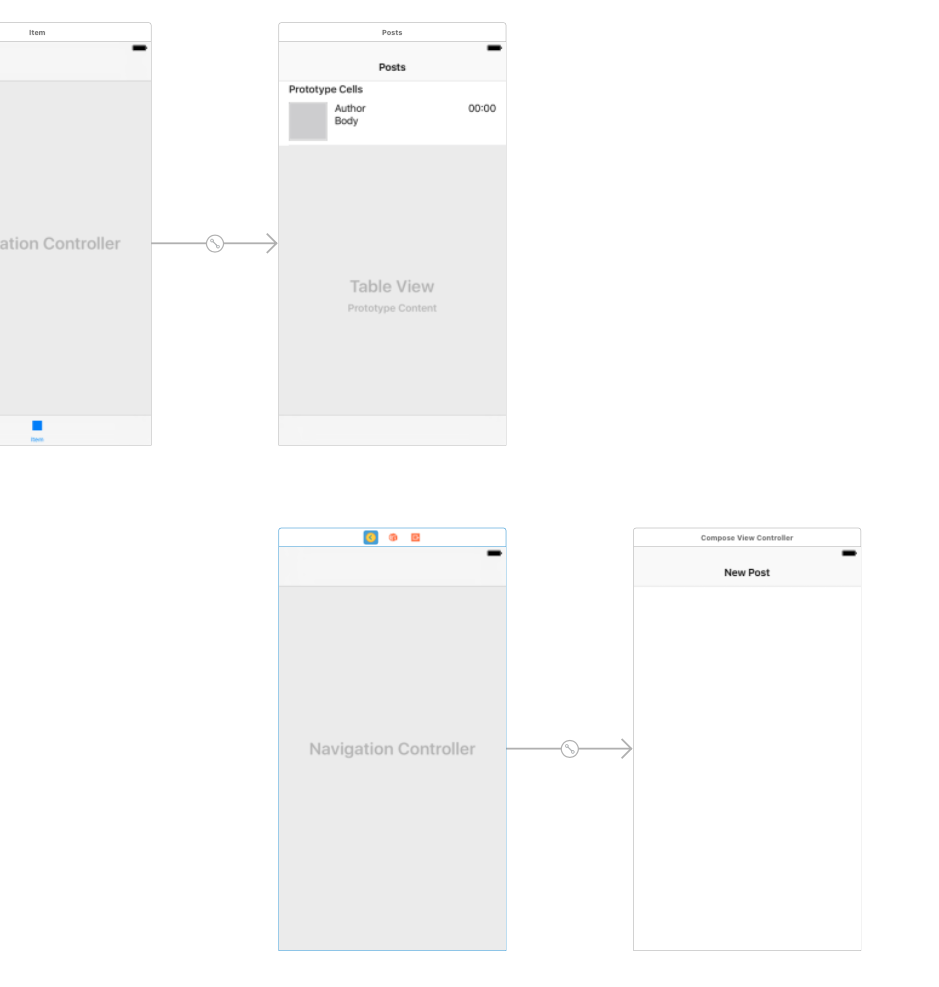 Item
Posts
Posts
Prototype Cells
Author
00:00
Body
ation Controller
Table View
Prototype Content
Item
Compose View Controller
New Post
Navigation Controller